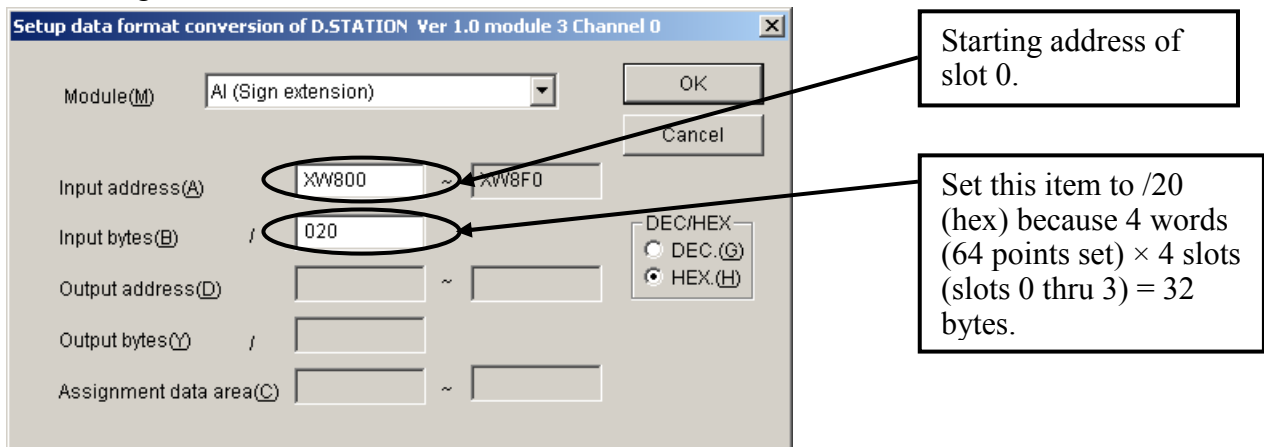 Setup data format conversion of D.STATION Ver 1.0 module 3 Channel 0
Module(M) AI (Sign extension)
OK
Cancel
Input address(A) XW800 ~ XW8F0
Input bytes(B) / 020
Output address(D) ~
Output bytes(Y) /
Assignment data area(C) ~
DEC/HEX
DEC.(G)
HEX.(H)
Starting address of
slot 0.
Set this item to /20
(hex) because 4 words
(64 points set) × 4 slots
(slots 0 thru 3) = 32
bytes.